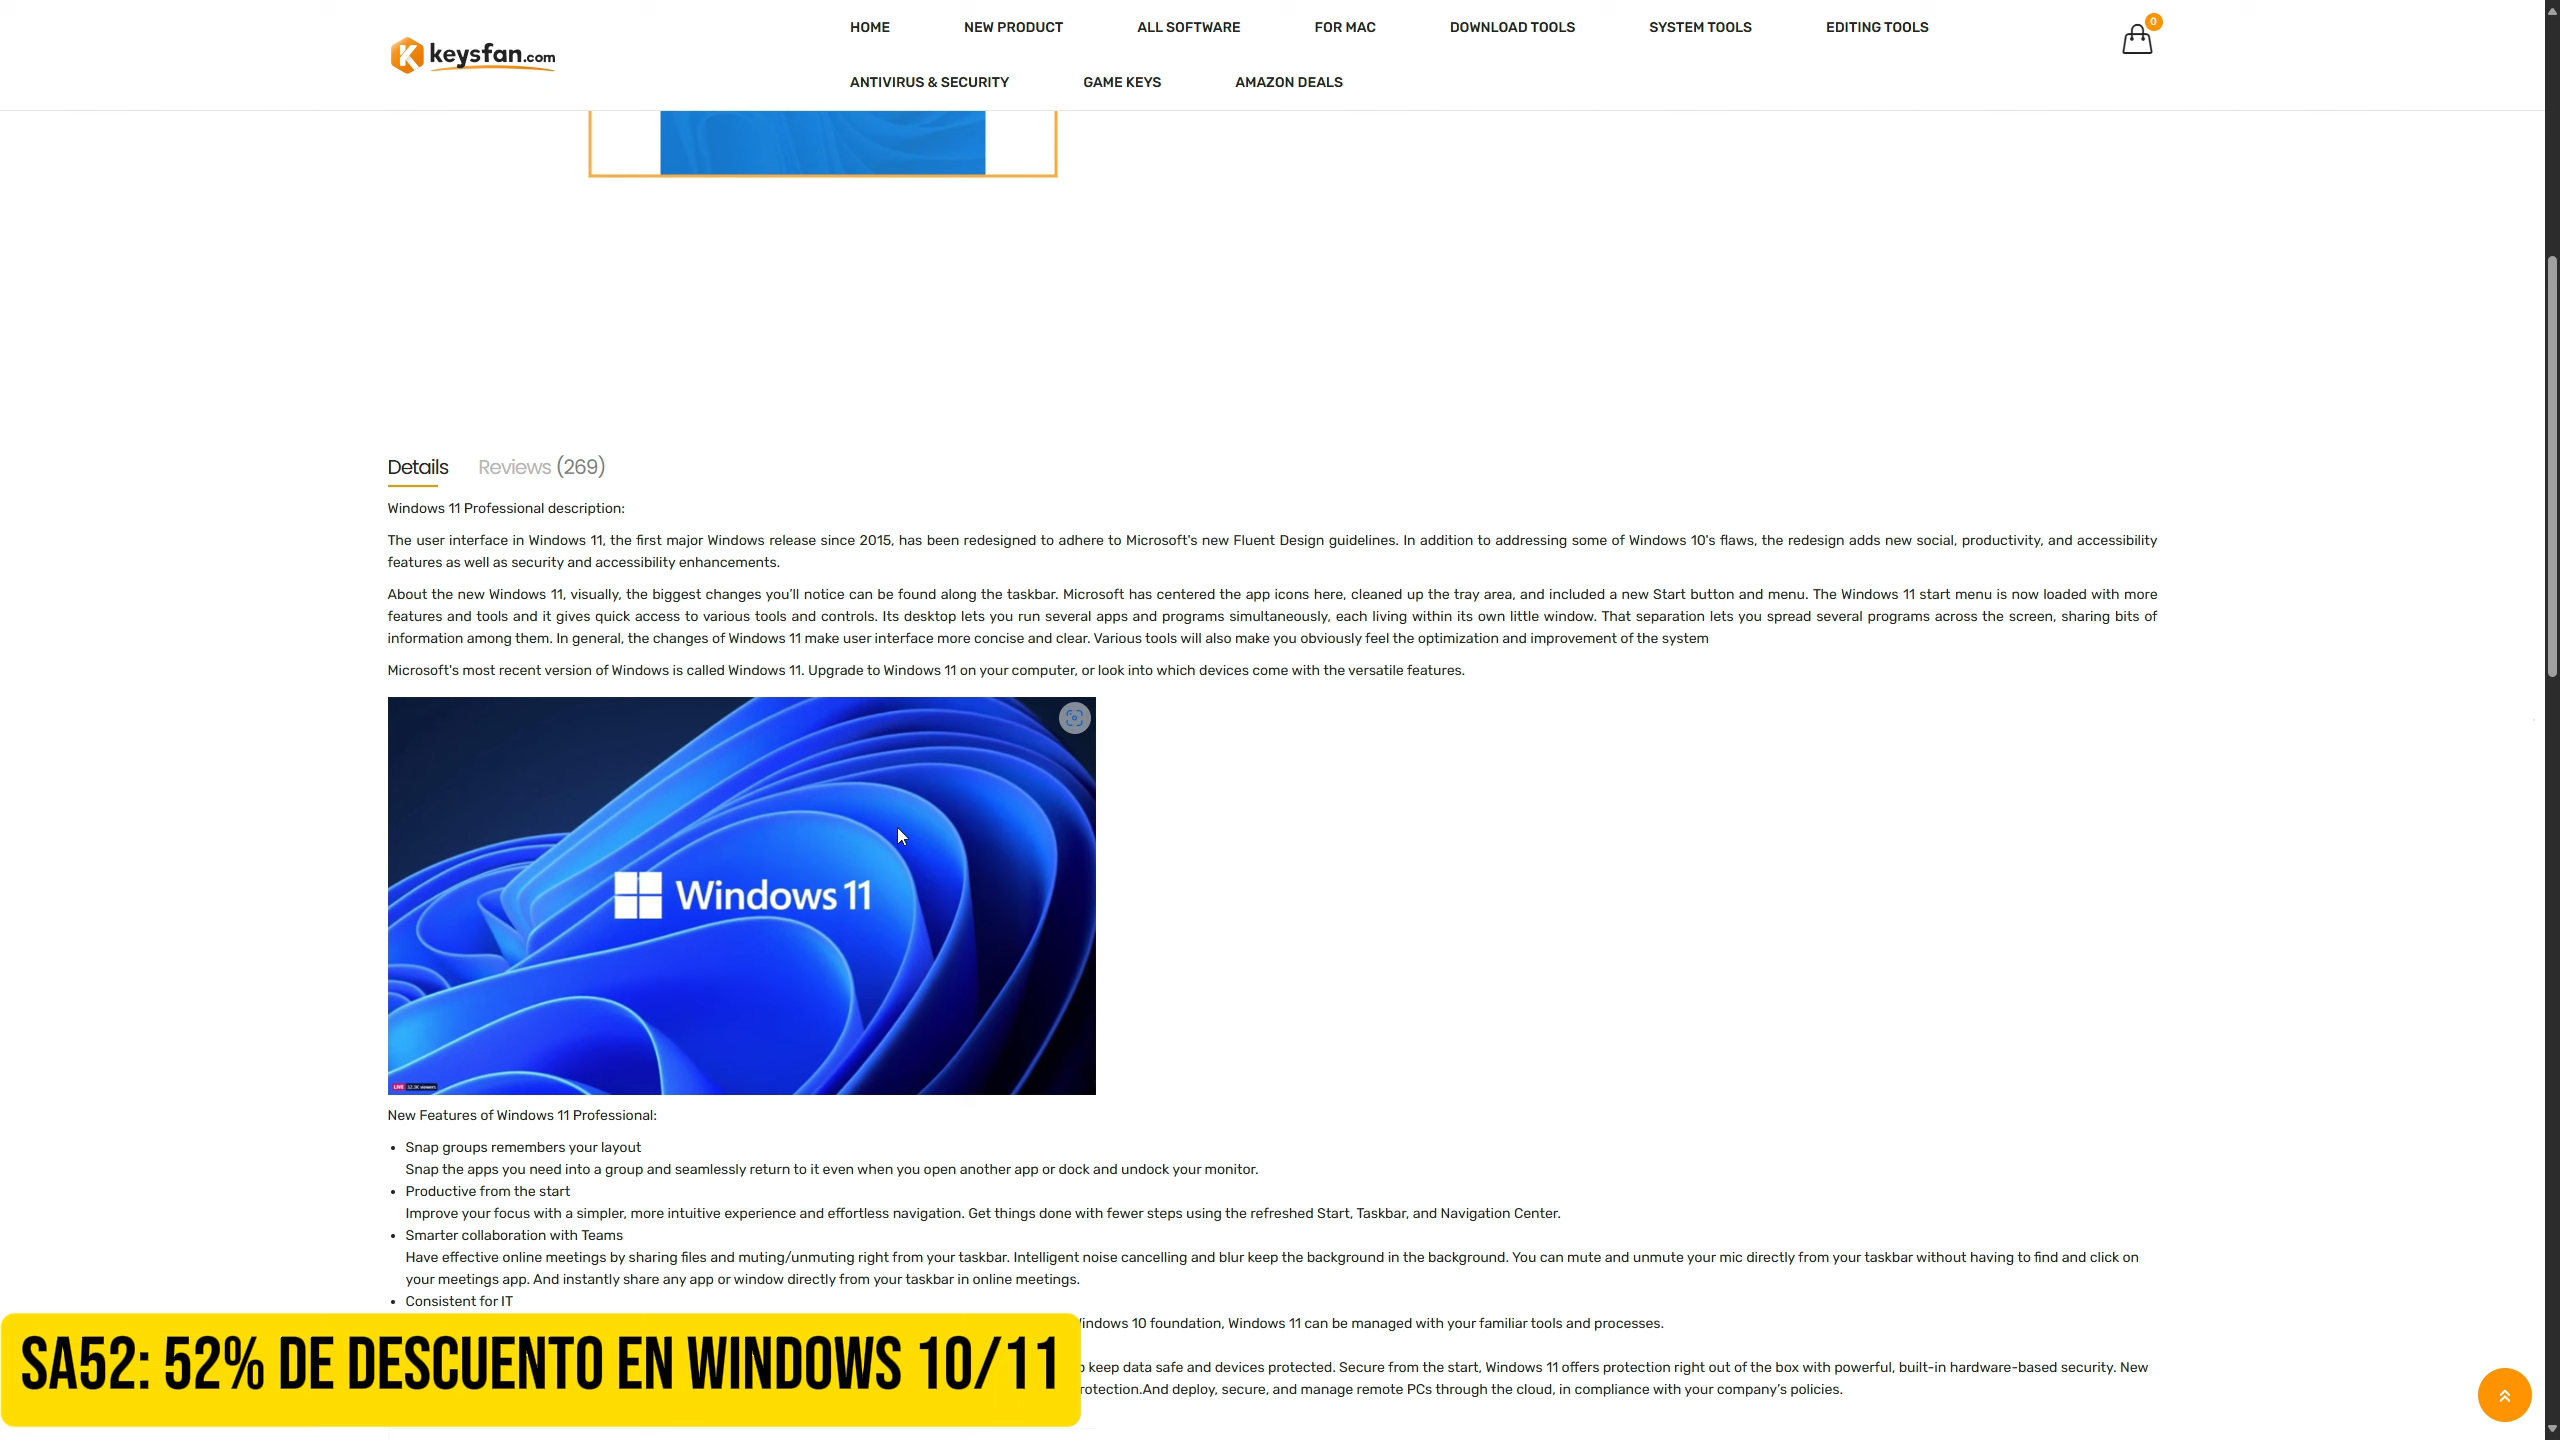 HOME NEW PRODUCT ALL SOFTWARE FOR MAC DOWNLOAD TOOLS SYSTEM TOOLS EDITING TOOLS
0
keysfan.com
ANTIVIRUS & SECURITY GAME KEYS AMAZON DEALS
Details Reviews (269)
Windows 11 Professional description:
The user interface in Windows 11, the first major Windows release since 2015, has been redesigned to adhere to Microsoft's new Fluent Design guidelines. In addition to addressing some of Windows 10's flaws, the redesign adds new social, productivity, and accessibility
features as well as security and accessibility enhancements.
About the new Windows 11, visually, the biggest changes you'll notice can be found along the taskbar. Microsoft has centered the app icons here, cleaned up the tray area, and included a new Start button and menu. The Windows 11 start menu is now loaded with more
features and tools and it gives quick access to various tools and controls. Its desktop lets you run several apps and programs simultaneously, each living within its own little window. That separation lets you spread several programs across the screen, sharing bits of
information among them. In general, the changes of Windows 11 make user interface more concise and clear. Various tools will also make you obviously feel the optimization and improvement of the system
Microsoft's most recent version of Windows is called Windows 11. Upgrade to Windows 11 on your computer, or look into which devices come with the versatile features.
Windows 11
LIVE 12.3K viewers
New Features of Windows 11 Professional:
• Snap groups remembers your layout
Snap the apps you need into a group and seamlessly return to it even when you open another app or dock and undock your monitor.
• Productive from the start
Improve your focus with a simpler, more intuitive experience and effortless navigation. Get things done with fewer steps using the refreshed Start, Taskbar, and Navigation Center.
• Smarter collaboration with Teams
Have effective online meetings by sharing files and muting/unmuting right from your taskbar. Intelligent noise cancelling and blur keep the background in the background. You can mute and unmute your mic directly from your taskbar without having to find and click on
your meetings app. And instantly share any app or window directly from your taskbar in online meetings.
• Consistent for IT
indows 10 foundation, Windows 11 can be managed with your familiar tools and processes.
keep data safe and devices protected. Secure from the start, Windows 11 offers protection right out of the box with powerful, built-in hardware-based security. New
rotection.And deploy, secure, and manage remote PCs through the cloud, in compliance with your company's policies.
SA52: 52% DE DESCUENTO EN WINDOWS 10/11